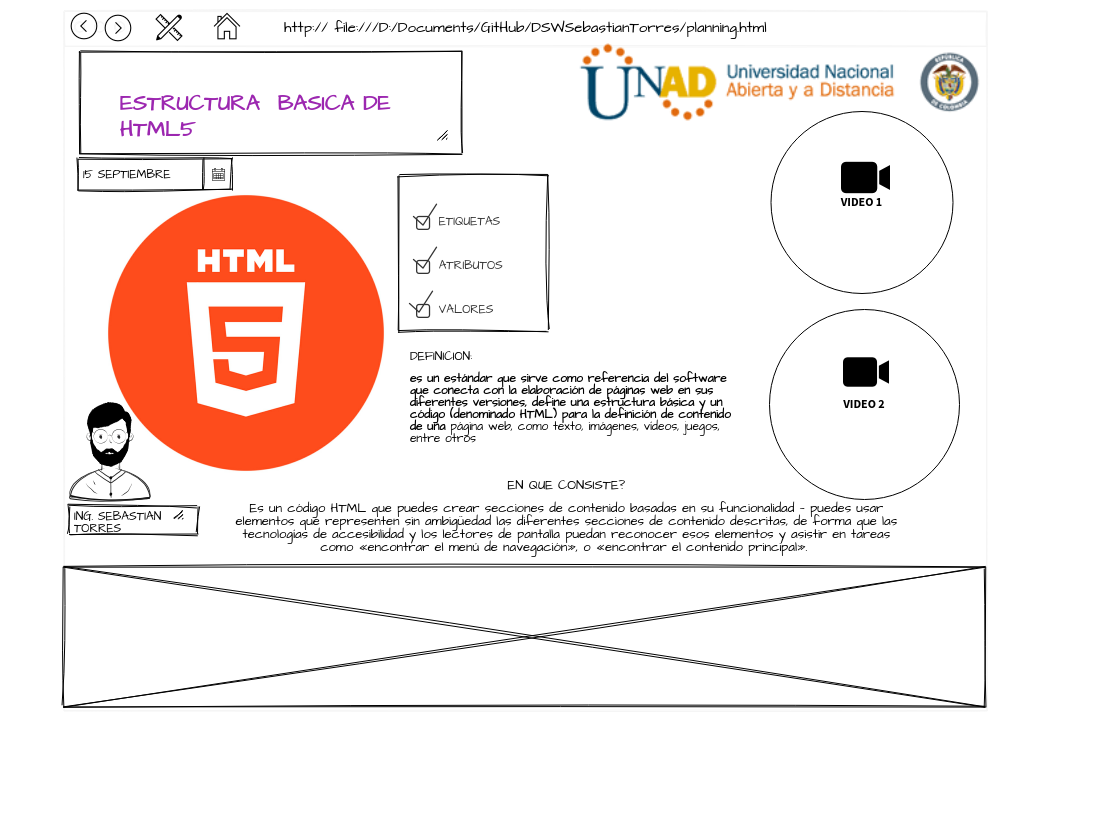 http:// file:///D:/Documents/GitHub/DSWSebastianTorres/planning.html
ESTRUCTURA BASICA DE
HTML5
UNAD
Universidad Nacional
Abierta y a Distancia
REPÚBLICA
DE COLOMBIA
15 SEPTIEMBRE
HTML
5
ETIQUETAS
ATRIBUTOS
VALORES
VIDEO 1
VIDEO 2
DEFINICION:
es un estándar que sirve como referencia del software
que conecta con la elaboración de páginas web en sus
diferentes versiones, define una estructura básica y un
código (denominado HTML) para la definición de contenido
de una página web, como texto, imágenes, videos, juegos,
entre otros
ING. SEBASTIAN
TORRES
EN QUE CONSISTE?
Es un código HTML que puedes crear secciones de contenido basadas en su funcionalidad - puedes usar
elementos que representen sin ambigüedad las diferentes secciones de contenido descritas, de forma que las
tecnologías de accesibilidad y los lectores de pantalla puedan reconocer esos elementos y asistir en tareas
como «encontrar el menú de navegación», o «encontrar el contenido principal».